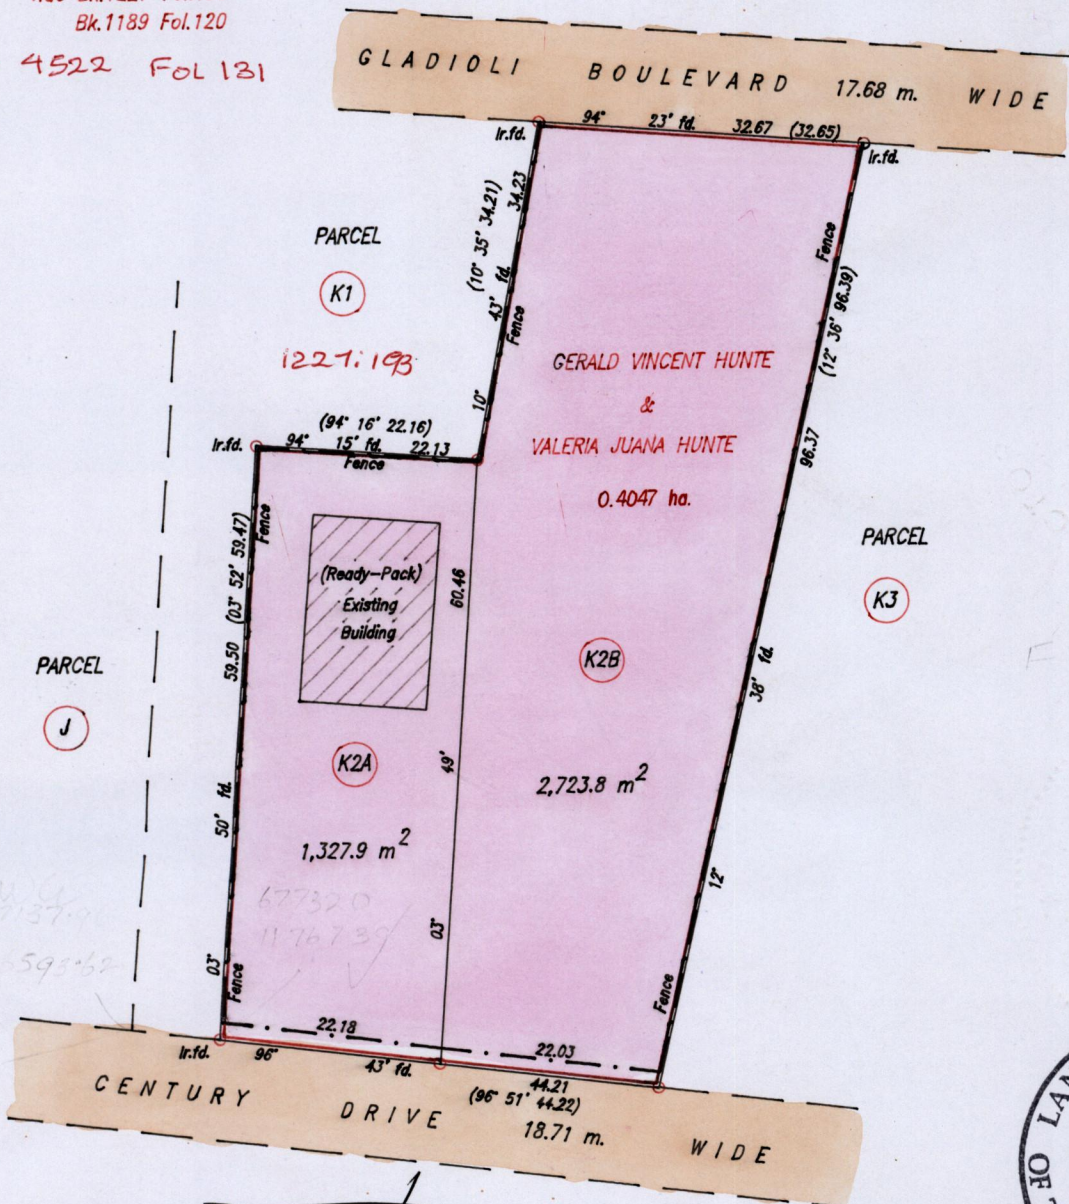 Bk.1189 Fol.120
4522 FOL 131
GLADIOLI BOULEVARD 17.68 m. WIDE
Ir.fd.
94° 23' fd. 32.67 (32.65)
Ir.fd.
(10° 35' 34.21)
10° 43' fd. 34.23
Fence
Fence
(12° 36' 96.39)
12° 38' fd. 96.37
Fence
PARCEL
K1
1227:193
GERALD VINCENT HUNTE
&
VALERIA JUANA HUNTE
0.4047 ha.
(94° 16' 22.16)
Ir.fd.
94° 15' fd. 22.13
Fence
Fence
03° 50' fd. 59.50 (03° 52' 59.47)
Fence
(Ready-Pack)
Existing
Building
03° 49' 60.46
PARCEL
K3
K2B
2,723.8 m2
PARCEL
J
K2A
1,327.9 m2
677320
22.18
22.03
Ir.fd.
96° 43' fd. 44.21
(96° 51' 44.22)
CENTURY DRIVE 18.71 m. WIDE
OF